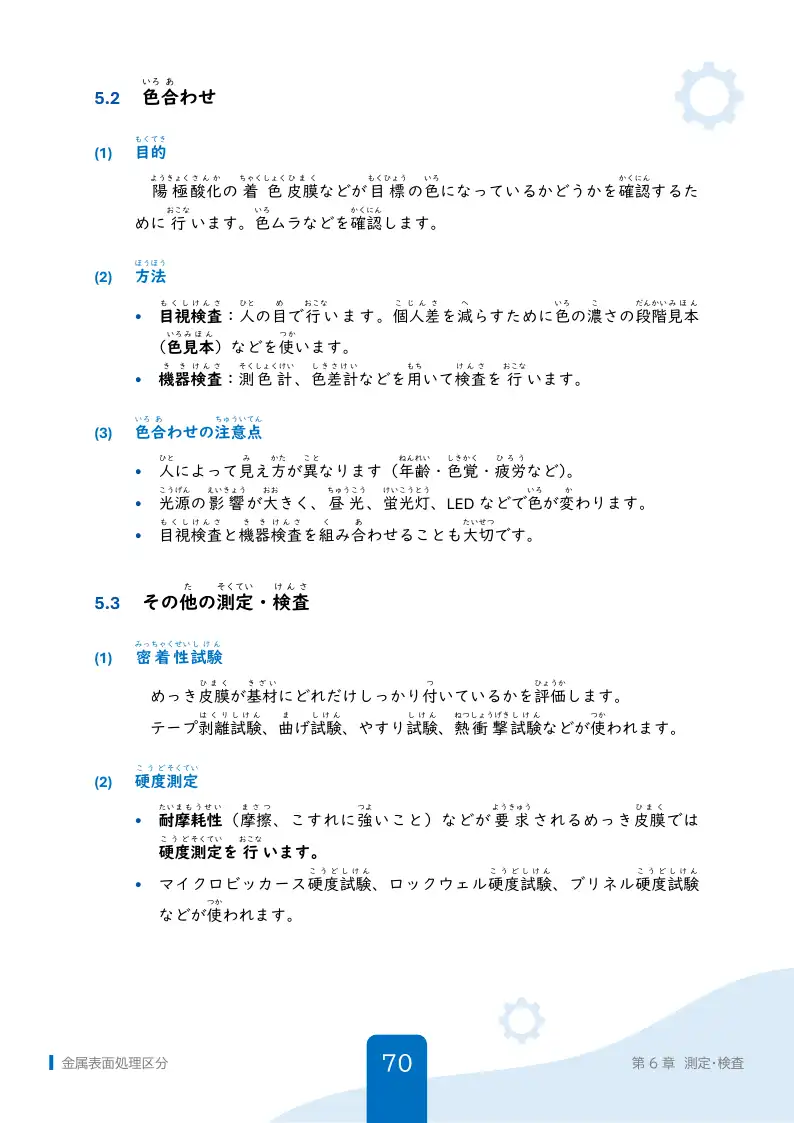 5.2 色合わせ
(1) 目的
陽極酸化の着色皮膜などが目標の色になっているかどうかを確認するた
めに行います。色ムラなどを確認します。
(2) 方法
• 目視検査：人の目で行います。個人差を減らすために色の濃さの段階見本
（色見本）などを使います。
• 機器検査：測色計、色差計などを用いて検査を行います。
(3) 色合わせの注意点
• 人によって見え方が異なります（年齢・色覚・疲労など）。
• 光源の影響が大きく、昼光、蛍光灯、LED などで色が変わります。
• 目視検査と機器検査を組み合わせることも大切です。
5.3 その他の測定・検査
(1) 密着性試験
めっき皮膜が基材にどれだけしっかり付いているかを評価します。
テープ剥離試験、曲げ試験、やすり試験、熱衝撃試験などが使われます。
(2) 硬度測定
• 耐摩耗性（摩擦、こすれに強いこと）などが要求されるめっき皮膜では
硬度測定を行います。
• マイクロビッカース硬度試験、ロックウェル硬度試験、ブリネル硬度試験
などが使われます。
金属表面処理区分
70
第 6 章 測定・検査